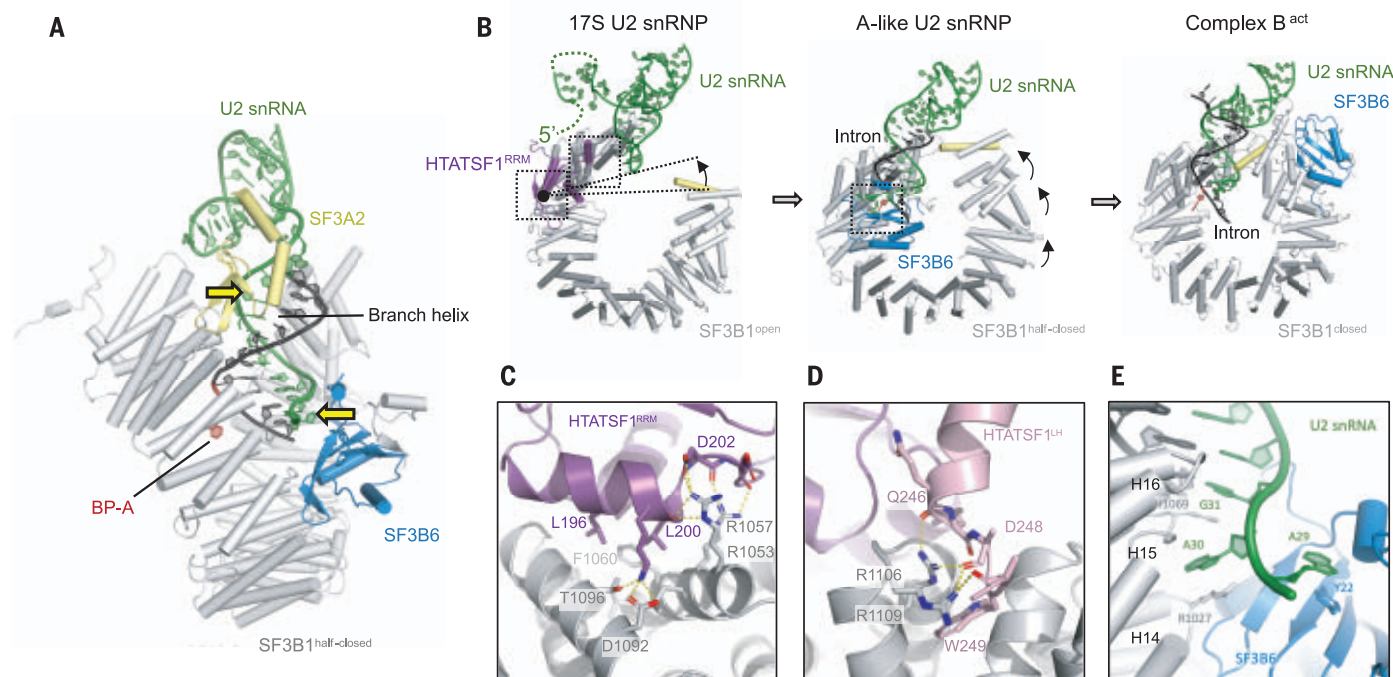 A
U2 snRNA
SF3A2
Branch helix
BP-A
SF3B6
SF3B1half-closed
B
17S U2 snRNP
A-like U2 snRNP
Complex B act
U2 snRNA
5'
HTATSF1RRM
SF3B1open
U2 snRNA
Intron
SF3B6
SF3B1half-closed
U2 snRNA
SF3B6
Intron
SF3B1closed
C
HTATSF1RRM
D202
L196
L200
R1057
F1060
R1053
T1096
D1092
D
HTATSF1LH
Q246
D248
R1106
R1109
W249
E
U2 snRNA
H16
G31
H15
A30
A29
Y22
R1027
H14
SF3B6